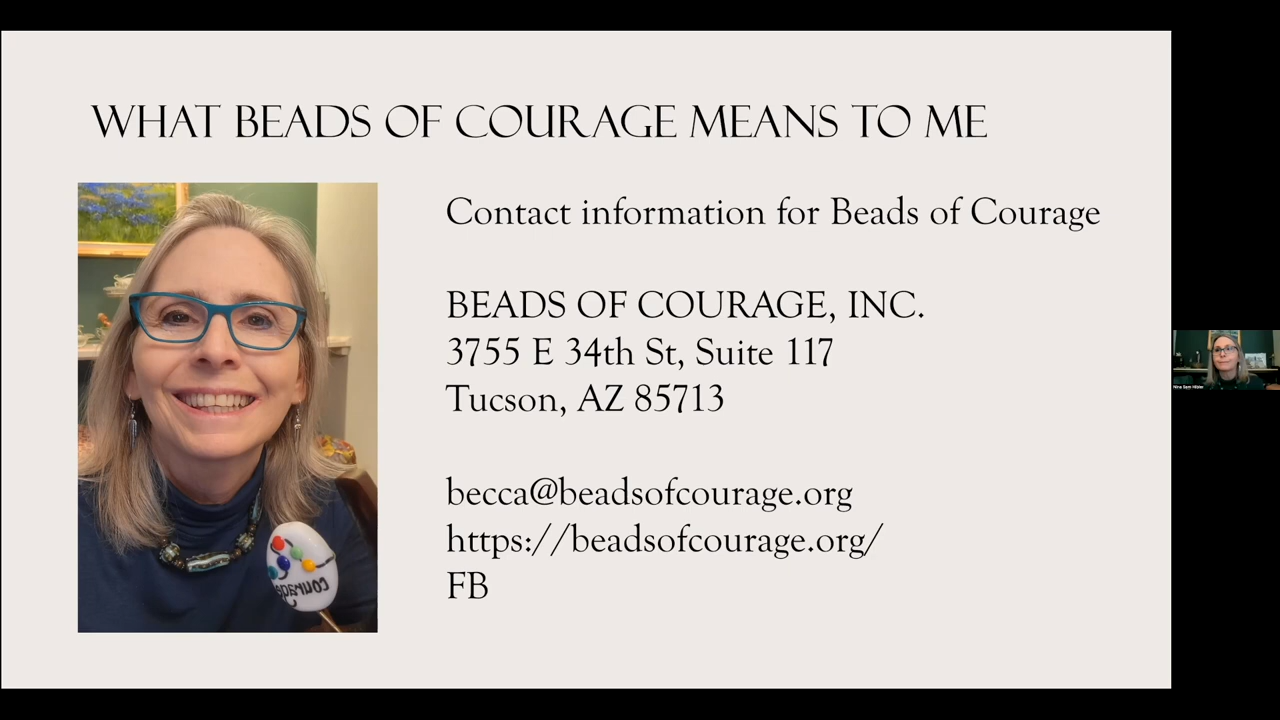 WHAT BEADS OF COURAGE MEANS TO ME
Contact information for Beads of Courage
BEADS OF COURAGE, INC.
3755 E 34th St, Suite 117
Tucson, AZ 85713
becca@beadsofcourage.org
https://beadsofcourage.org/
FB
courage